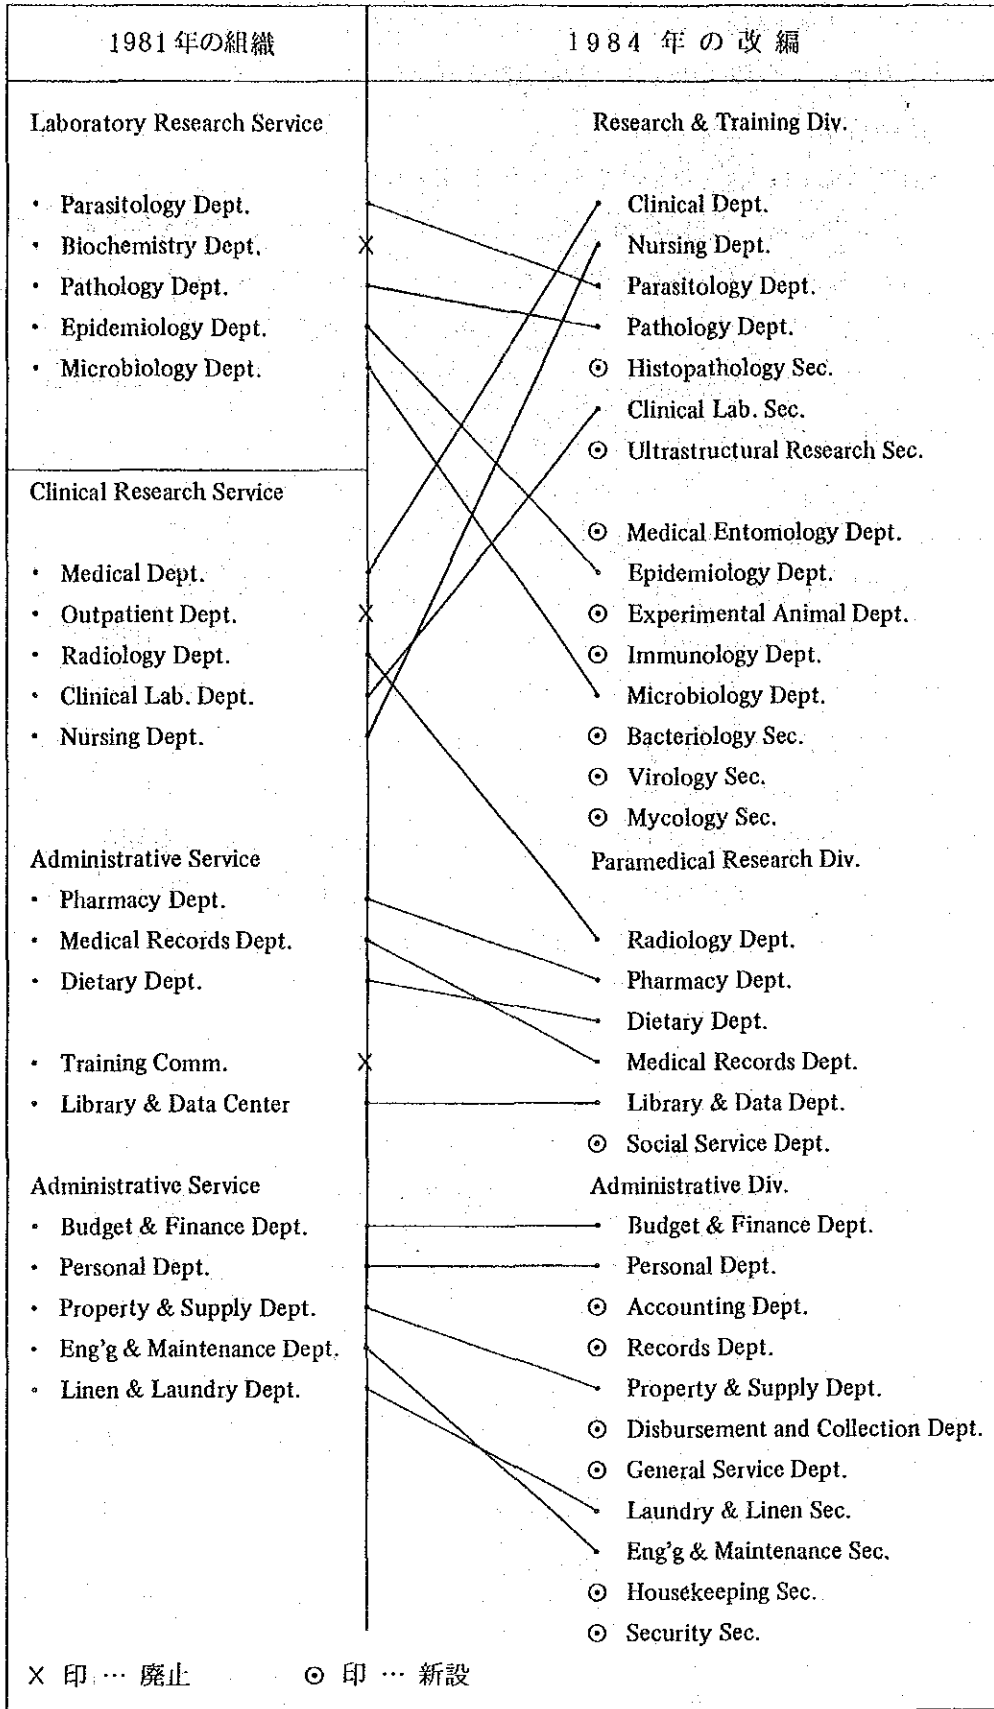 1981年の組織
1984年の改編
Laboratory Research Service
・ Parasitology Dept.
・ Biochemistry Dept.
・ Pathology Dept.
・ Epidemiology Dept.
・ Microbiology Dept.
Clinical Research Service
・ Medical Dept.
・ Outpatient Dept.
・ Radiology Dept.
・ Clinical Lab. Dept.
・ Nursing Dept.
Administrative Service
・ Pharmacy Dept.
・ Medical Records Dept.
・ Dietary Dept.
・ Training Comm.
・ Library & Data Center
Administrative Service
・ Budget & Finance Dept.
・ Personal Dept.
・ Property & Supply Dept.
・ Eng'g & Maintenance Dept.
・ Linen & Laundry Dept.
Research & Training Div.
Clinical Dept.
Nursing Dept.
Parasitology Dept.
Pathology Dept.
⊙ Histopathology Sec.
Clinical Lab. Sec.
⊙ Ultrastructural Research Sec.
⊙ Medical Entomology Dept.
Epidemiology Dept.
⊙ Experimental Animal Dept.
⊙ Immunology Dept.
Microbiology Dept.
⊙ Bacteriology Sec.
⊙ Virology Sec.
⊙ Mycology Sec.
Paramedical Research Div.
Radiology Dept.
Pharmacy Dept.
Dietary Dept.
Medical Records Dept.
Library & Data Dept.
⊙ Social Service Dept.
Administrative Div.
Budget & Finance Dept.
Personal Dept.
⊙ Accounting Dept.
⊙ Records Dept.
Property & Supply Dept.
⊙ Disbursement and Collection Dept.
⊙ General Service Dept.
Laundry & Linen Sec.
Eng'g & Maintenance Sec.
⊙ Housekeeping Sec.
⊙ Security Sec.
X 印 … 廃止 ⊙ 印 … 新設